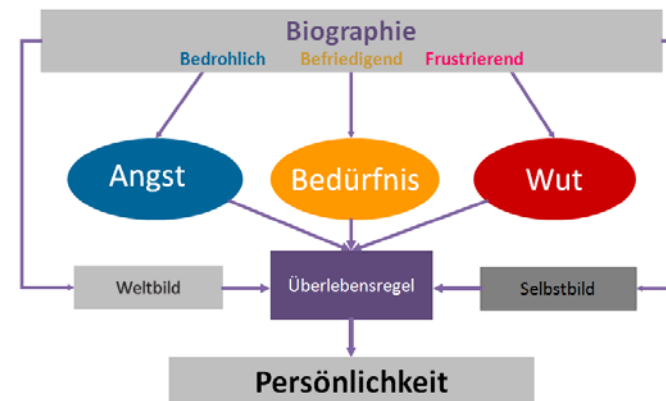 Biographie
Bedrohlich Befriedigend Frustrierend
Angst Bedürfnis Wut
Weltbild Überlebensregel Selbstbild
Persönlichkeit